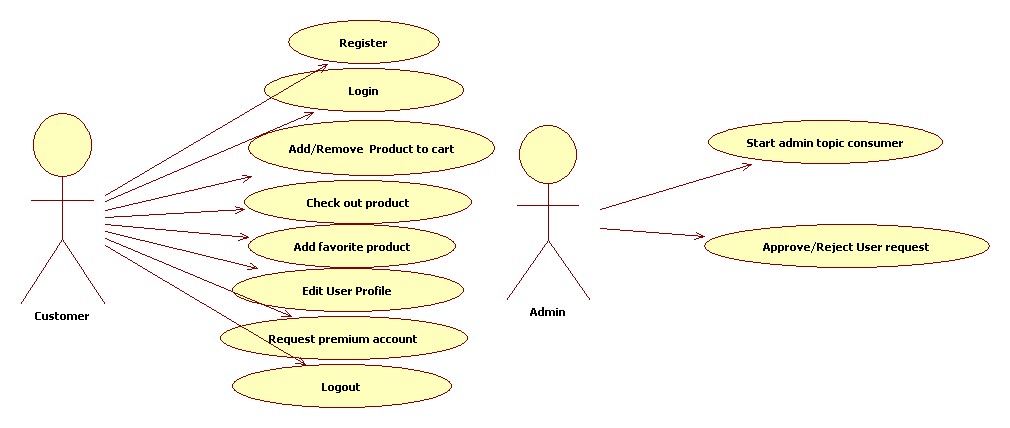 Register
Login
Add/Remove  Product to cart
Check out product
Add favorite product
Edit User Profile
Request premium account
Logout
Customer
Start admin topic consumer
Approve/Reject User request
Admin